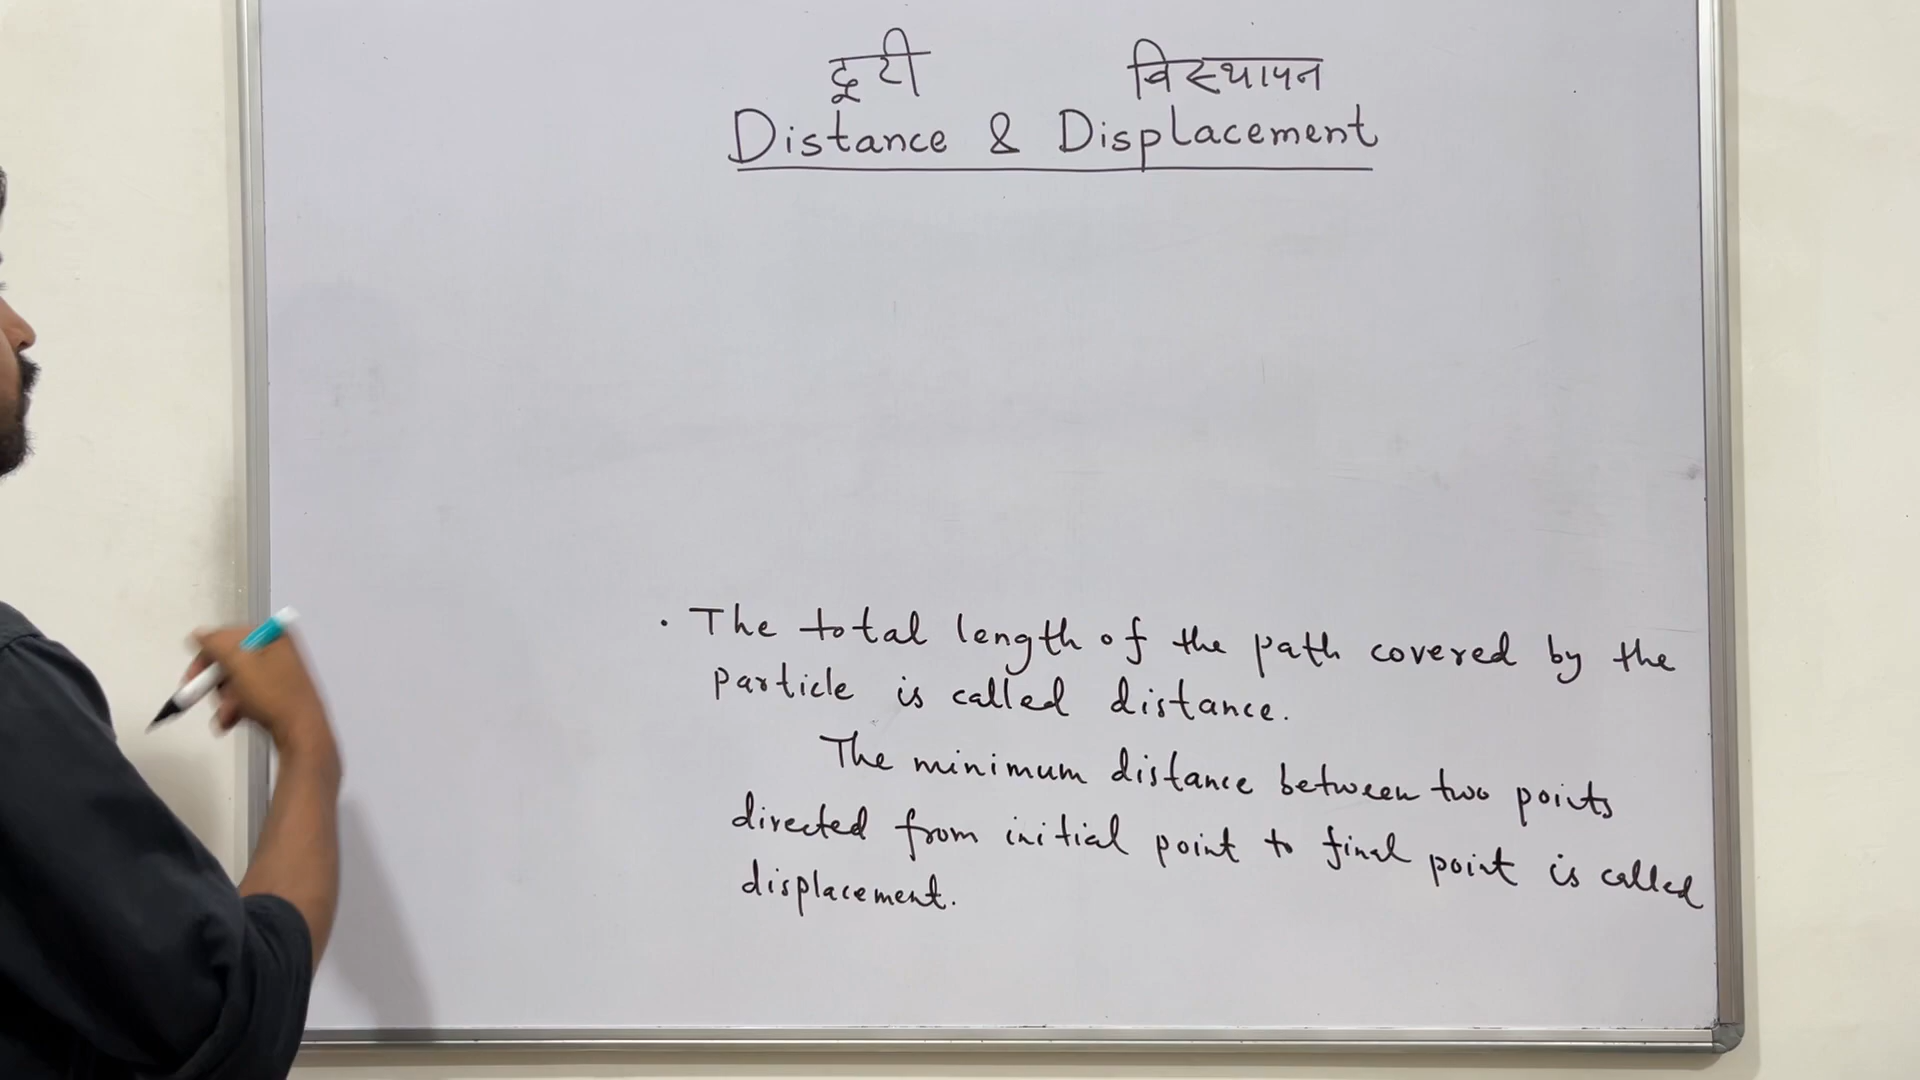 दूरी विस्थापन
Distance & Displacement
. The total length of the path covered by the
particle is called distance.
The minimum distance between two points
directed from initial point to final point is called
displacement.